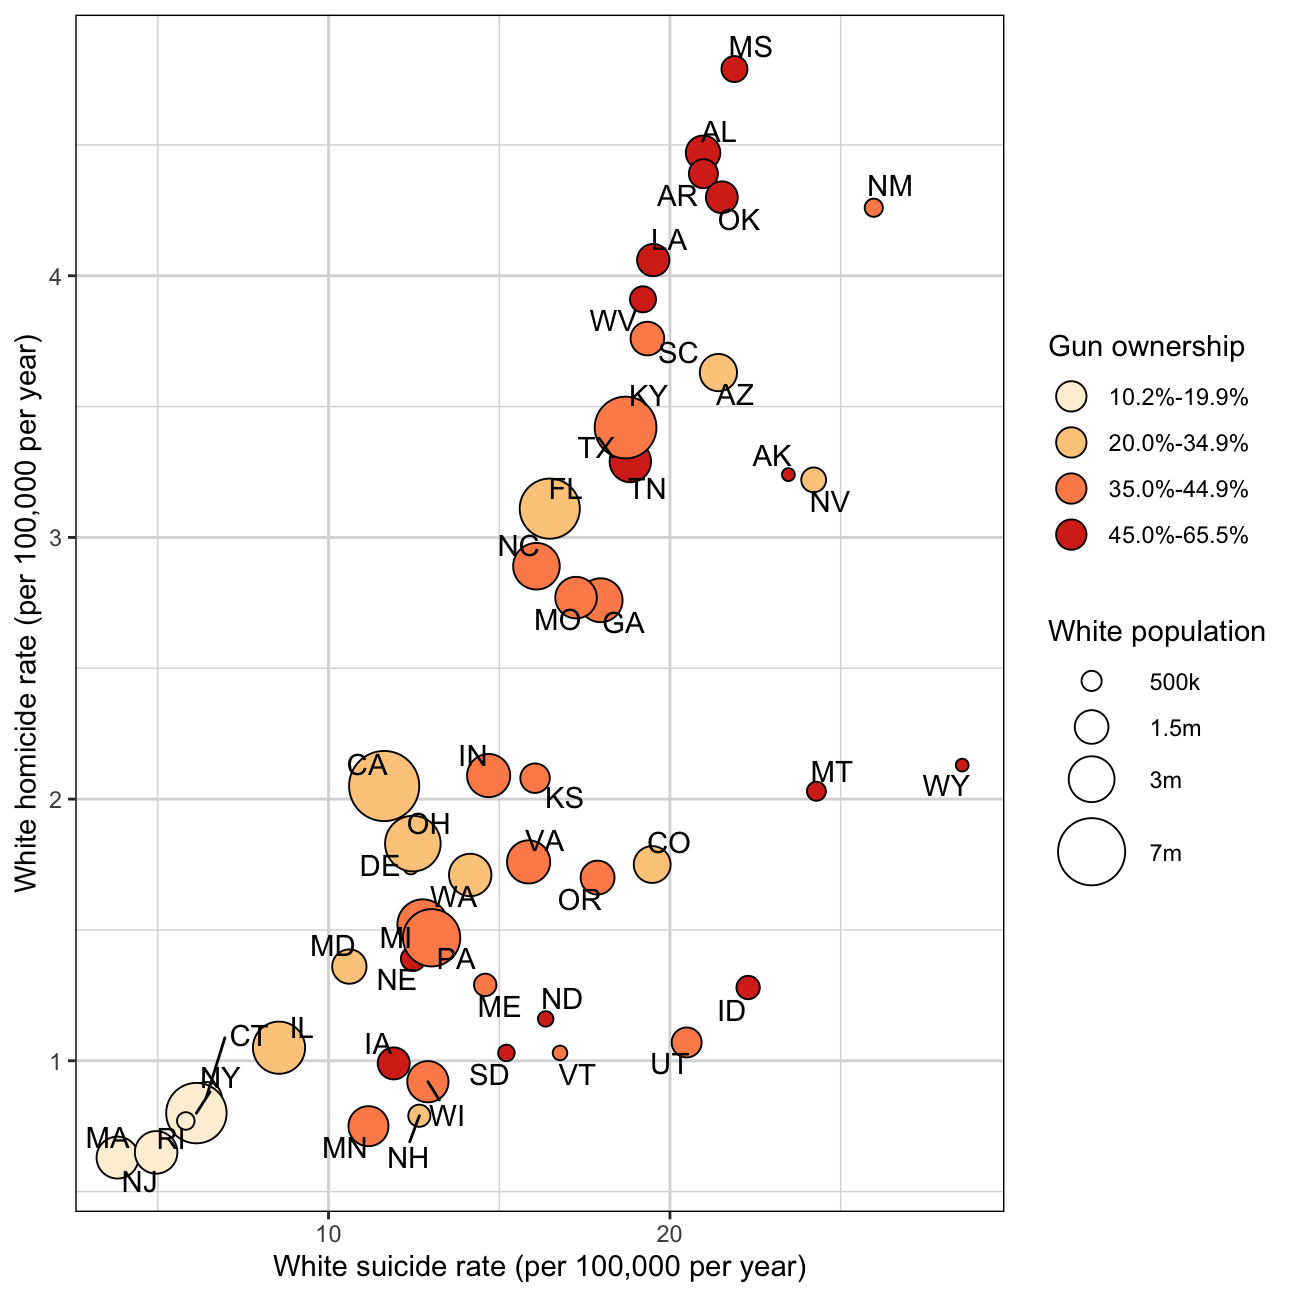 MS
AL
AR
OK
NM
LA
WV
SC
AZ
KY
TX
TN
AK
NV
FL
NC
MO
GA
CA
IN
KS
MT
WY
OH
DE
VA
CO
WA
OR
MI
PA
MD
NE
ME
ND
ID
CT
IL
IA
SD
VT
UT
NY
WI
MA
RI
MN
NH
NJ
4
3
2
1
10
20
White homicide rate (per 100,000 per year)
White suicide rate (per 100,000 per year)
Gun ownership
10.2%-19.9%
20.0%-34.9%
35.0%-44.9%
45.0%-65.5%
White population
500k
1.5m
3m
7m